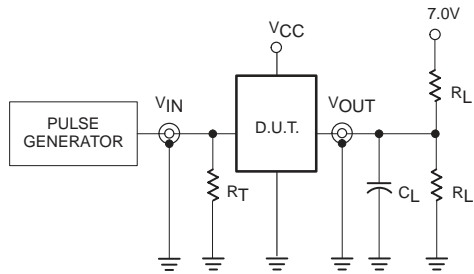 7.0V
VCC
RL
VIN
VOUT
PULSE
GENERATOR
D.U.T.
RT
CL
RL